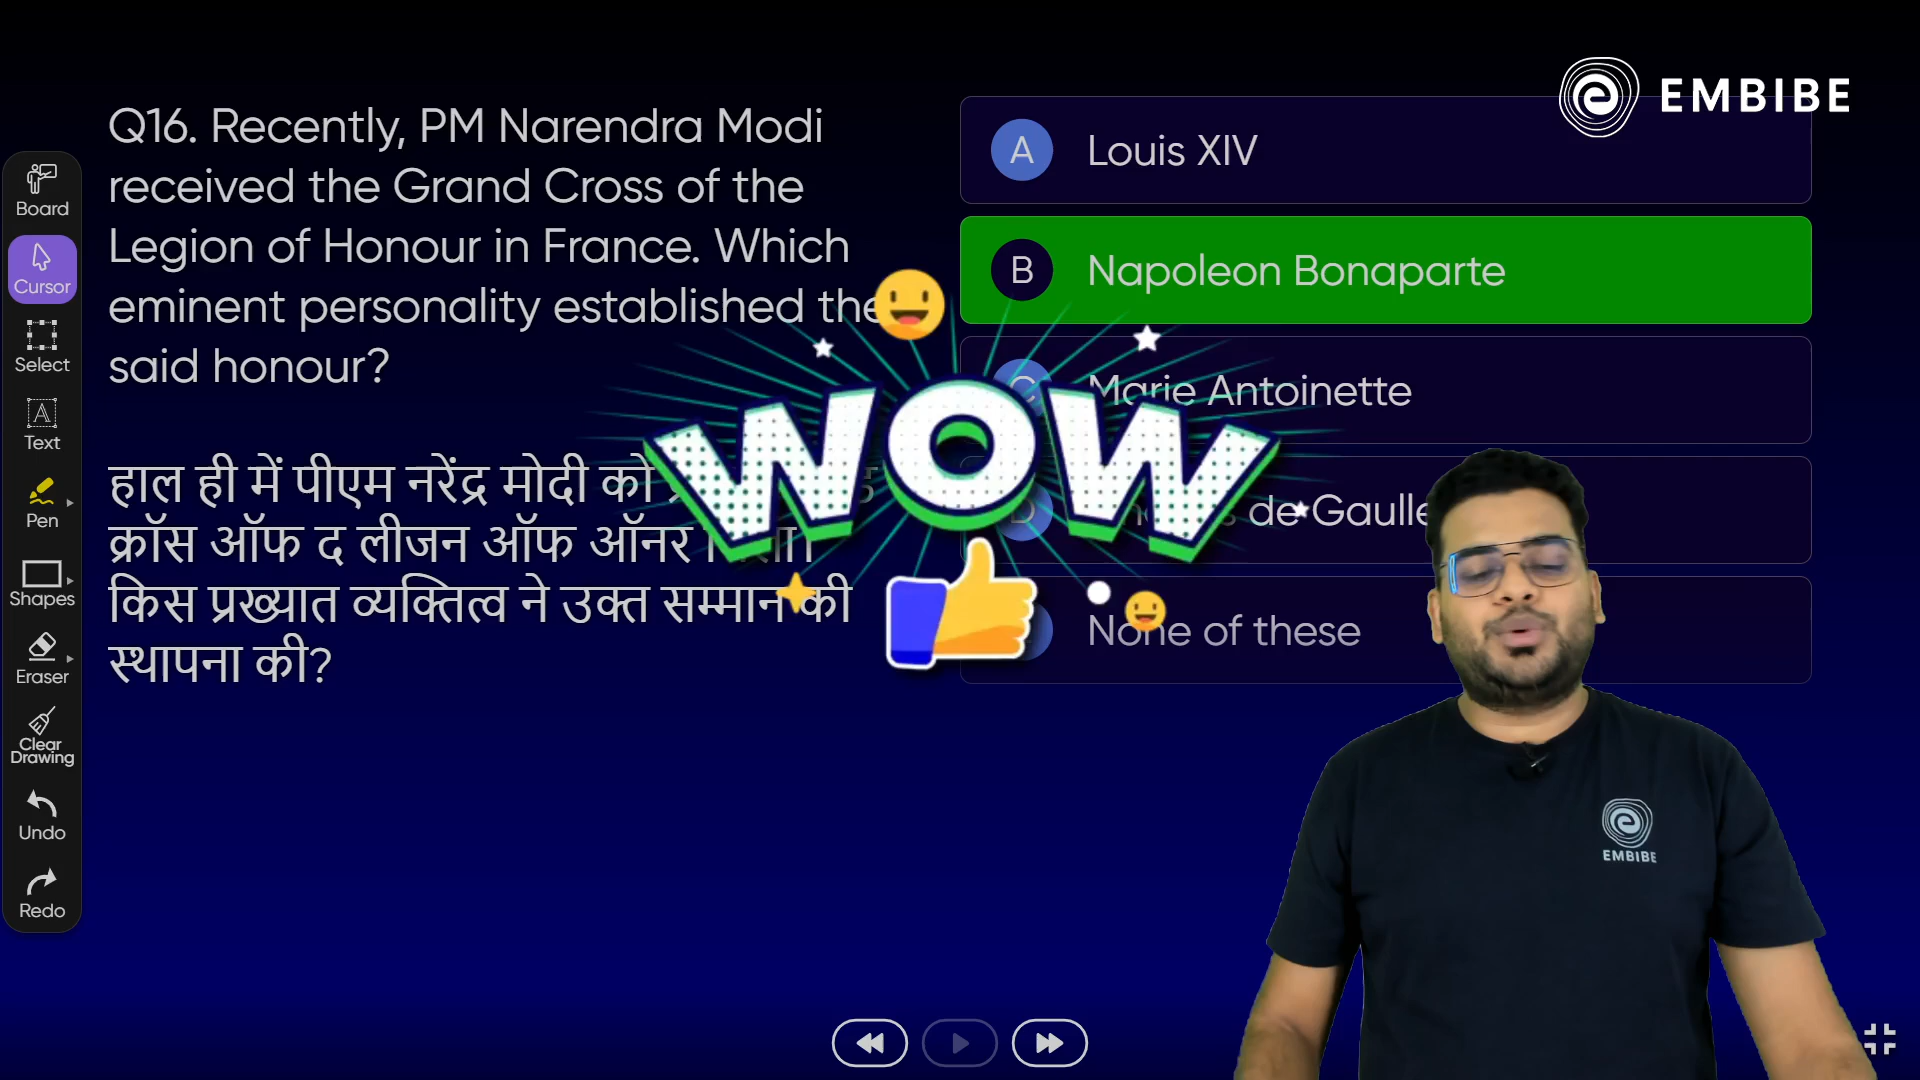 EMBIBE
Q16. Recently, PM Narendra Modi
received the Grand Cross of the
Legion of Honour in France. Which
eminent personality established the
said honour?
हाल ही में पीएम नरेंद्र मोदी को
क्रॉस ऑफ द लीजन ऑफ ऑनर
किस प्रख्यात व्यक्तित्व ने उक्त सम्मान की
स्थापना की?
A Louis XIV
B Napoleon Bonaparte
C Marie Antoinette
D de Gaulle
None of these
WOW
Board
Cursor
Select
A
Text
Pen
Shapes
Eraser
Clear
Drawing
Undo
Redo
EMBIBE